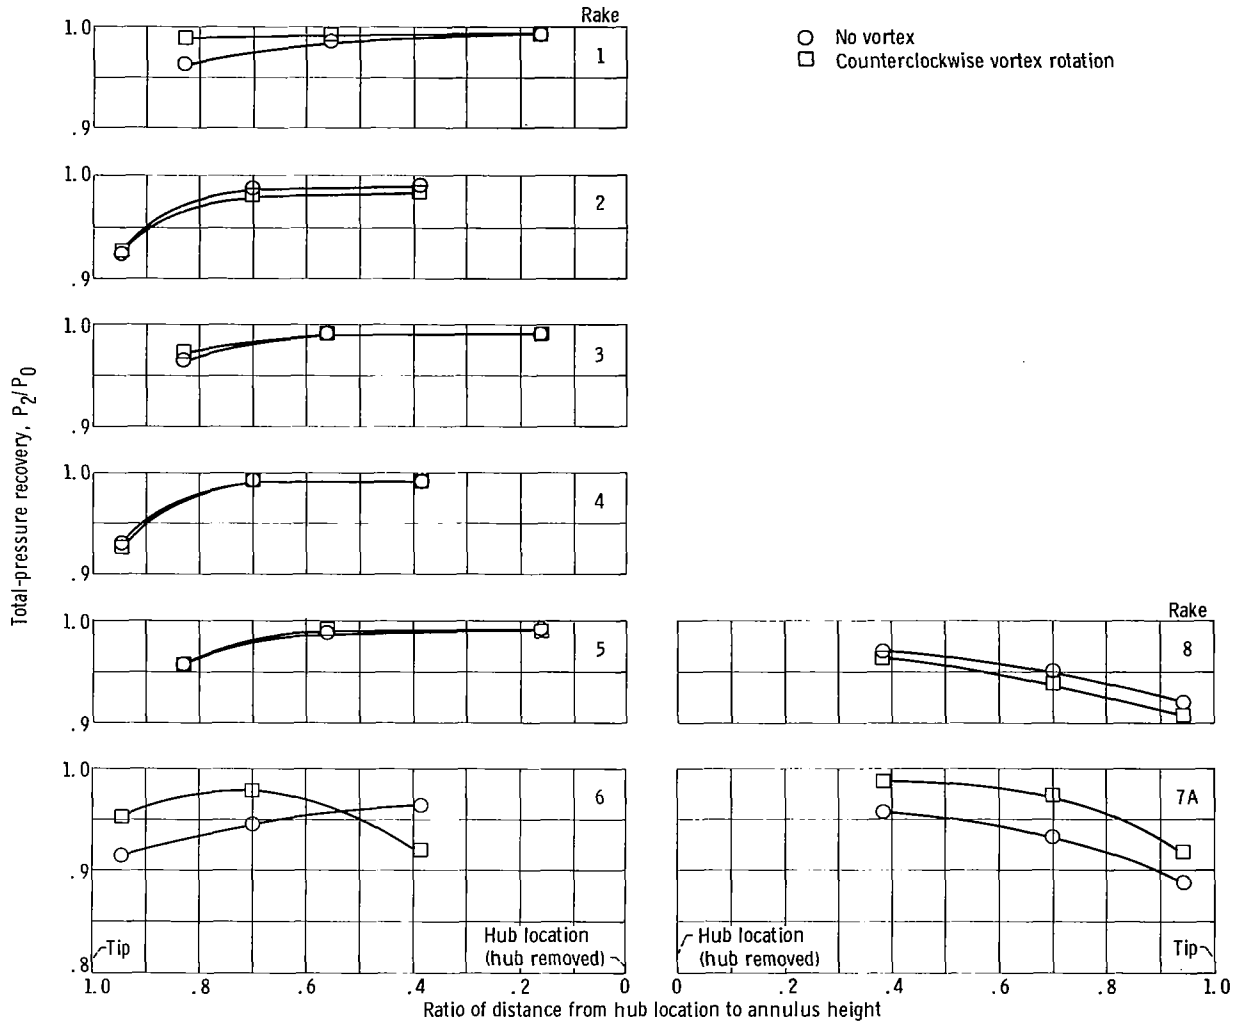 Rake
No vortex
Counterclockwise vortex rotation
1.0
1
.9
1.0
2
.9
1.0
3
.9
1.0
4
.9
1.0
5
.9
Rake
8
1.0
6
.9
.8
Tip
Hub location
(hub removed)
7A
Hub location
(hub removed)
Tip
1.0 .8 .6 .4 .2 0
0 .2 .4 .6 .8 1.0
Ratio of distance from hub location to annulus height
Total-pressure recovery, P2/P0